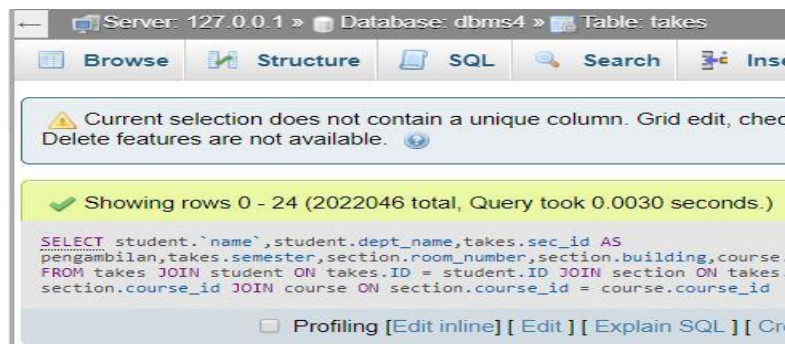 Server: 127.0.0.1 » Database: dbms4 » Table: takes
Browse Structure SQL Search Inse
Current selection does not contain a unique column. Grid edit, chec
Delete features are not available.
Showing rows 0 - 24 (2022046 total, Query took 0.0030 seconds.)
SELECT student.`name`,student.dept_name,takes.sec_id AS
pengambilan,takes.semester,section.room_number,section.building,course.
FROM takes JOIN student ON takes.ID = student.ID JOIN section ON takes.
section.course_id JOIN course ON section.course_id = course.course_id
Profiling [Edit inline] [ Edit ] [ Explain SQL ] [ Cr